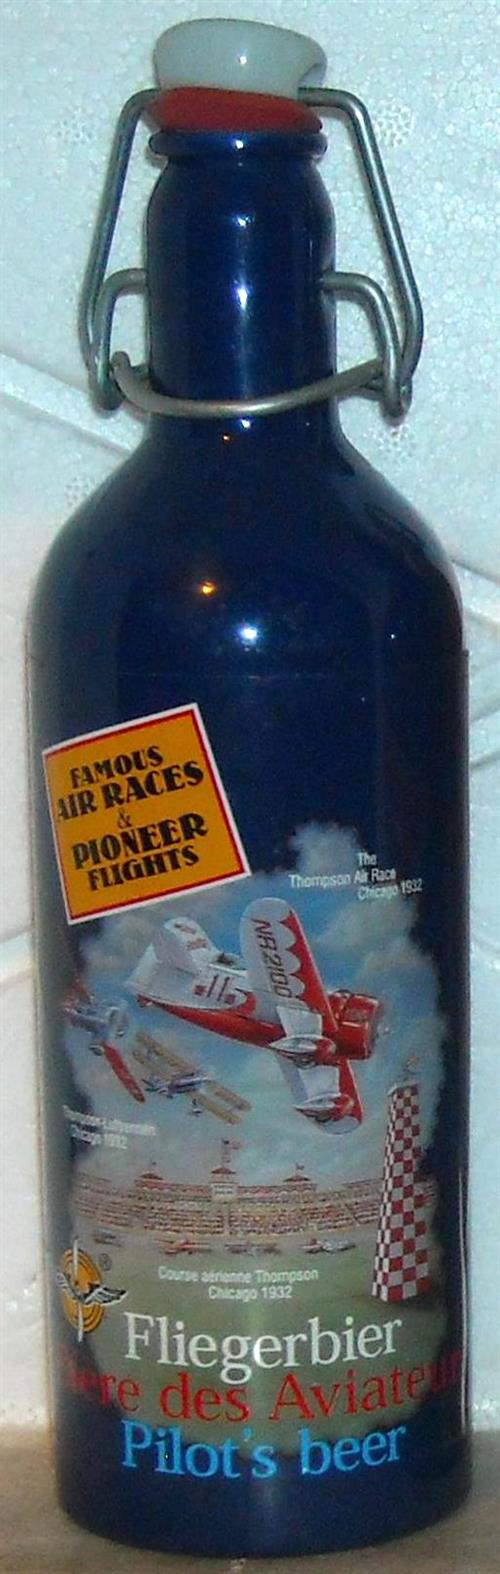 FAMOUS
AIR RACES
&
PIONEER
FLIGHTS
The
Thompson Air Race
Chicago 1932
NR2100
Chicago 1932
Course aérienne Thompson
Chicago 1932
®
Fliegerbier
des Aviateu
Pilot's beer